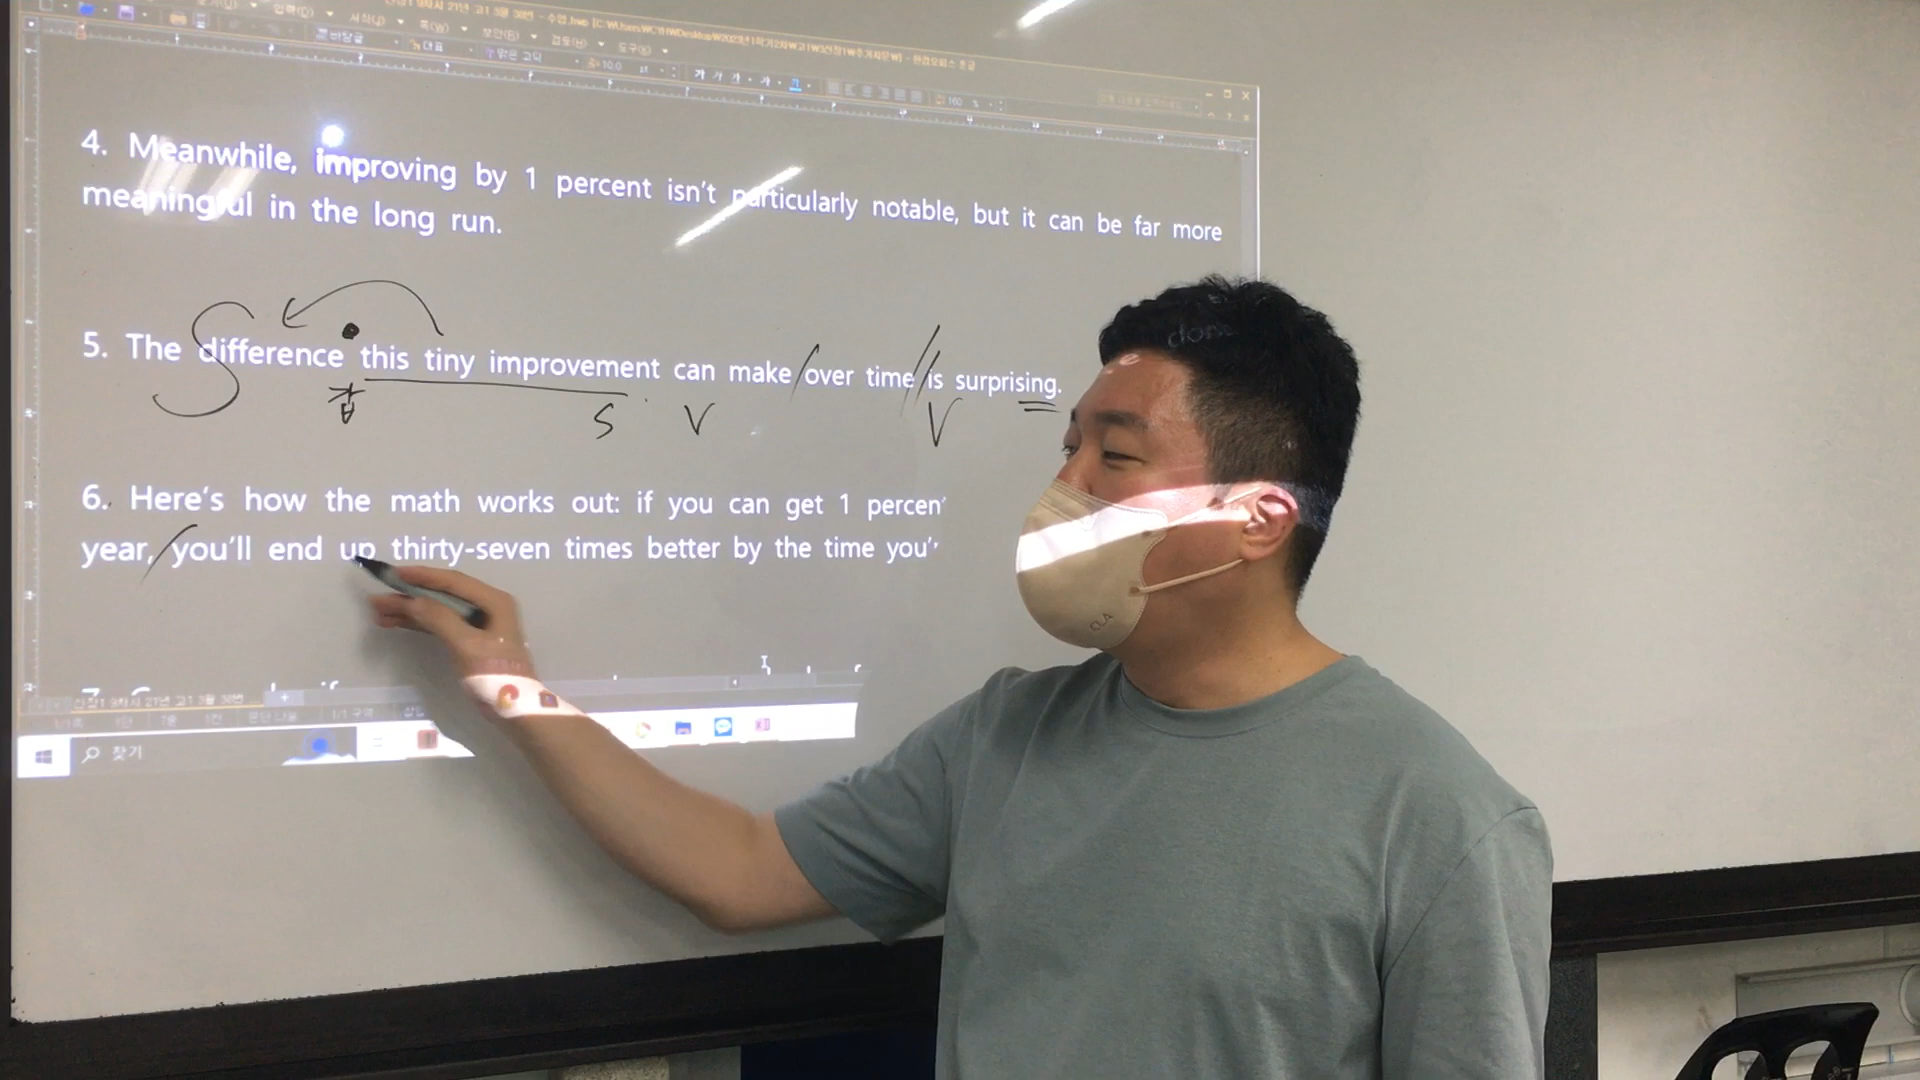 4. Meanwhile, improving by 1 percent isn't particularly notable, but it can be far more
meaningful in the long run.
S
5. The difference this tiny improvement can make / over time // is surprising.
S V V
6. Here's how the math works out: if you can get 1 percen
year, / you'll end up thirty-seven times better by the time you'r
찾기
CLA